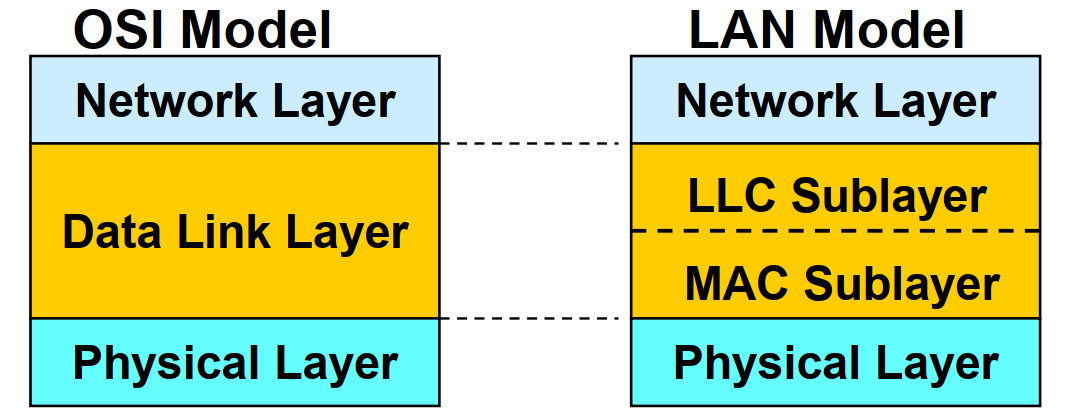 OSI Model
Network Layer
Data Link Layer
Physical Layer
LAN Model
Network Layer
LLC Sublayer
MAC Sublayer
Physical Layer